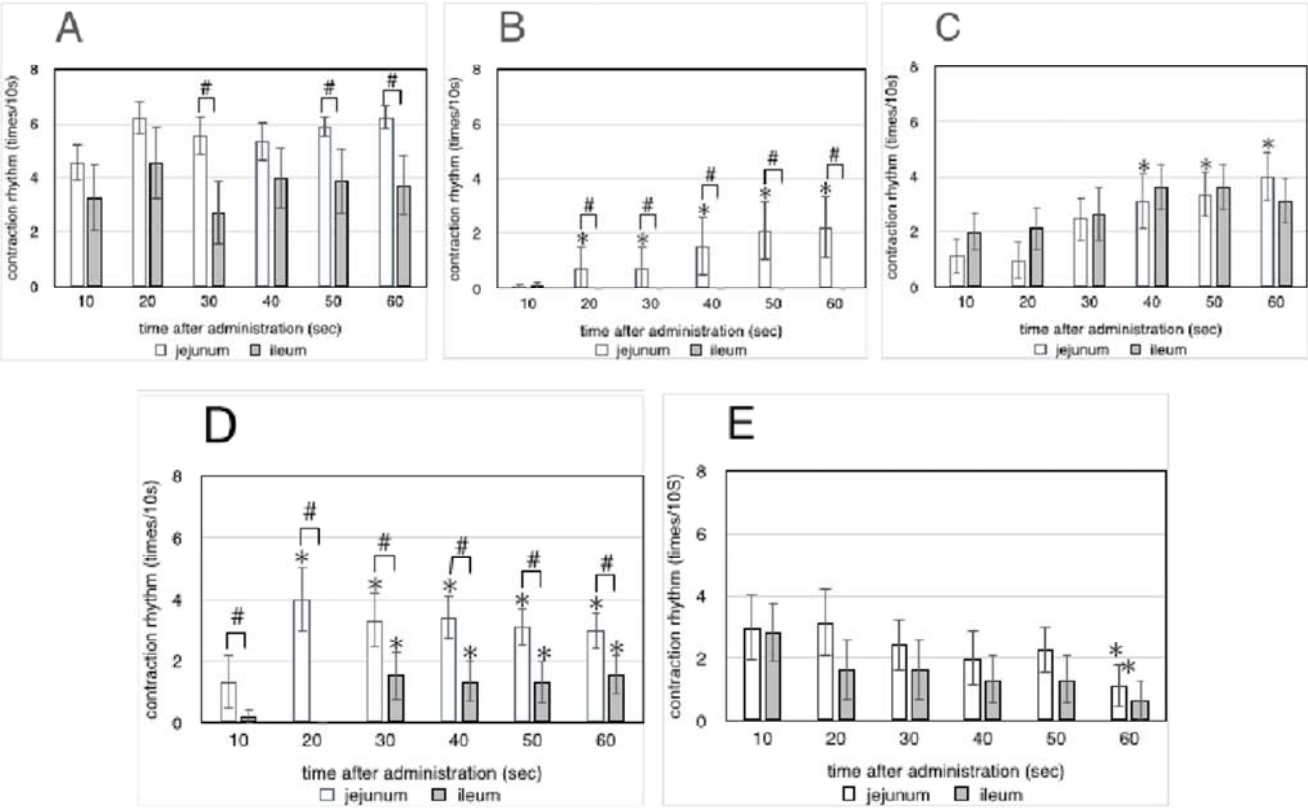 A
contraction rhythm (times/10s)
8
6
4
2
0
# # #
10 20 30 40 50 60
time after administration (sec)
jejunum ileum
B
contraction rhythm (times/10s)
8
6
4
2
0
# # # # #
* * * * *
10 20 30 40 50 60
time after administration (sec)
jejunum ileum
C
contraction rhythm (times/10s)
8
6
4
2
0
* * *
10 20 30 40 50 60
time after administration (sec)
jejunum ileum
D
contraction rhythm (times/10s)
8
6
4
2
0
# # # # # #
* * * * * * * * *
10 20 30 40 50 60
time after administration (sec)
jejunum ileum
E
contraction rhythm (times/10S)
8
6
4
2
0
* *
10 20 30 40 50 60
time after administration (sec)
jejunum ileum